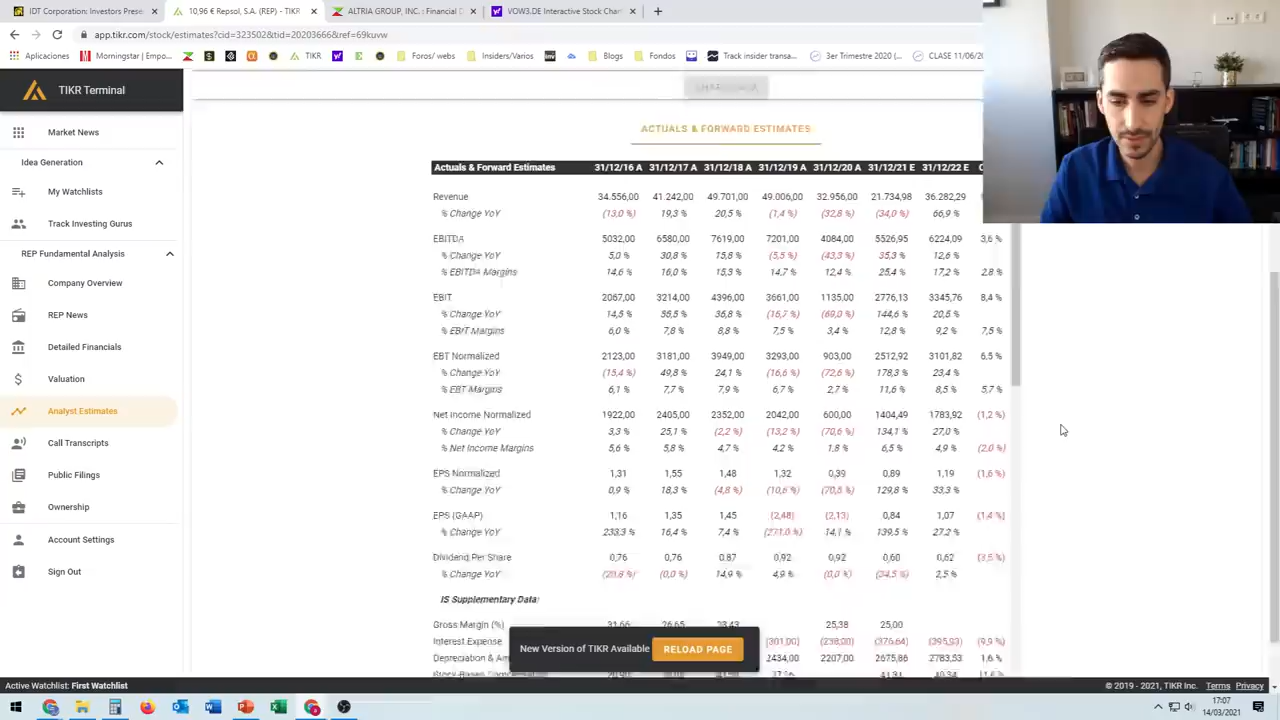 IDT Corporation: Investors Prese
10,96 € Repsol, S.A. (REP) - TIK
ALTRIA GROUP, INC. : Financial D
VOW3.DE Interactive Stock Char
app.tikr.com/stock/estimates?cid=323502&tid=20203666&ref=69kuvw
Aplicaciones
Morningstar | Empo...
TIKR
Foros/ webs
Insiders/Varios
Blogs
Fondos
Track insider transa...
3er Trimestre 2020 (...
CLASE 11/06/20
TIKR Terminal
Market News
Idea Generation
My Watchlists
Track Investing Gurus
REP Fundamental Analysis
Company Overview
REP News
Detailed Financials
Valuation
Analyst Estimates
Call Transcripts
Public Filings
Ownership
Account Settings
Sign Out
ACTUALS & FORWARD ESTIMATES
Actuals & Forward Estimates 31/12/16 A 31/12/17 A 31/12/18 A 31/12/19 A 31/12/20 A 31/12/21 E 31/12/22 E
Revenue 34.556,00 41.242,00 49.701,00 49.006,00 32.956,00 21.734,98 36.282,29
% Change YoY (13,0 %) 19,3 % 20,5 % (1,4 %) (32,8 %) (34,0 %) 66,9 %
EBITDA 5032,00 6580,00 7619,00 7201,00 4084,00 5526,95 6224,09 3,6 %
% Change YoY 5,0 % 30,8 % 15,8 % (5,5 %) (43,3 %) 35,3 % 12,6 %
% EBITDA Margins 14,6 % 16,0 % 15,3 % 14,7 % 12,4 % 25,4 % 17,2 % 2,8 %
EBIT 2067,00 3214,00 4396,00 3661,00 1135,00 2776,13 3345,76 8,4 %
% Change YoY 14,5 % 55,5 % 36,8 % (16,7 %) (69,0 %) 144,6 % 20,5 %
% EBIT Margins 6,0 % 7,8 % 8,8 % 7,5 % 3,4 % 12,8 % 9,2 % 7,5 %
EBT Normalized 2123,00 3181,00 3949,00 3293,00 903,00 2512,92 3101,82 6,5 %
% Change YoY (15,4 %) 49,8 % 24,1 % (16,6 %) (72,6 %) 178,3 % 23,4 %
% EBT Margins 6,1 % 7,7 % 7,9 % 6,7 % 2,7 % 11,6 % 8,5 % 5,7 %
Net Income Normalized 1922,00 2405,00 2352,00 2042,00 600,00 1404,49 1783,92 (1,2 %)
% Change YoY 3,3 % 25,1 % (2,2 %) (13,2 %) (70,6 %) 134,1 % 27,0 %
% Net Income Margins 5,6 % 5,8 % 4,7 % 4,2 % 1,8 % 6,5 % 4,9 % (2,0 %)
EPS Normalized 1,31 1,55 1,48 1,32 0,39 0,89 1,19 (1,6 %)
% Change YoY 0,9 % 18,3 % (4,8 %) (10,6 %) (70,5 %) 129,8 % 33,3 %
EPS (GAAP) 1,16 1,35 1,45 (2,48) (2,13) 0,84 1,07 (1,4 %)
% Change YoY 233,3 % 16,4 % 7,4 % (271,0 %) 14,1 % 139,5 % 27,2 %
Dividend Per Share 0,76 0,76 0,87 0,92 0,92 0,60 0,62 (3,5 %)
% Change YoY (20,8 %) (0,0 %) 14,9 % 4,9 % (0,0 %) (34,5 %) 2,5 %
IS Supplementary Data:
Gross Margin (%) 25,38 25,00
Interest Expense (301,00) (238,00) (376,64) (395,93) (9,9 %)
Depreciation & Am 2434,00 2207,00 2675,86 2783,53 1,6 %
New Version of TIKR Available
RELOAD PAGE
Active Watchlist: First Watchlist
© 2019 - 2021, TIKR Inc. Terms Privacy
17:07
14/03/2021